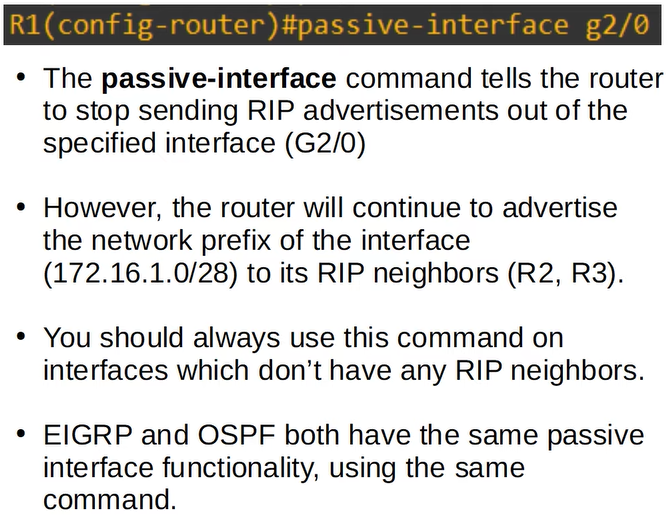 R1(config-router)#passive-interface g2/0
• The passive-interface command tells the router
to stop sending RIP advertisements out of the
specified interface (G2/0)
• However, the router will continue to advertise
the network prefix of the interface
(172.16.1.0/28) to its RIP neighbors (R2, R3).
• You should always use this command on
interfaces which don’t have any RIP neighbors.
• EIGRP and OSPF both have the same passive
interface functionality, using the same
command.